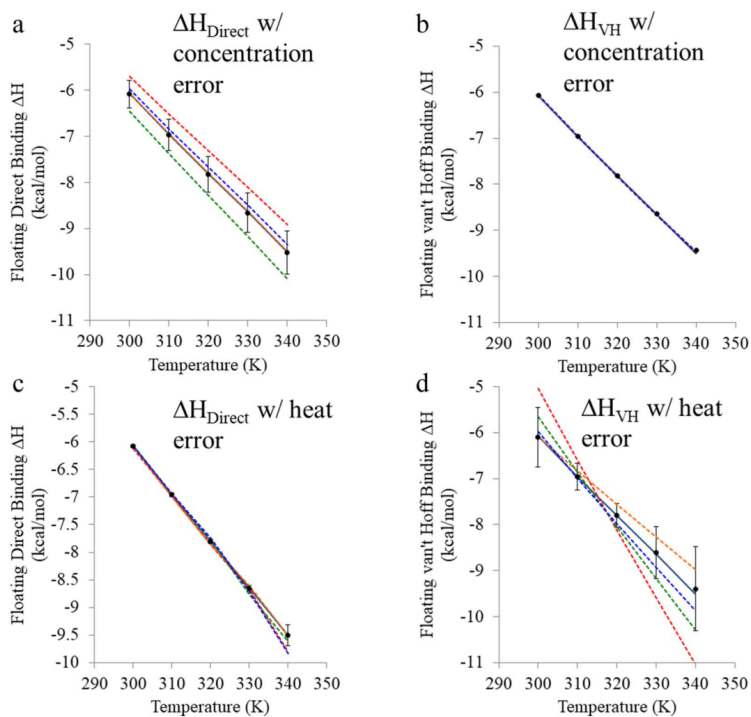 a
ΔH_Direct w/
concentration
error
Floating Direct Binding ΔH
(kcal/mol)
-5
-6
-7
-8
-9
-10
-11
290 300 310 320 330 340 350
Temperature (K)
b
ΔH_VH w/
concentration
error
Floating van't Hoff Binding ΔH
(kcal/mol)
-5
-6
-7
-8
-9
-10
-11
290 300 310 320 330 340 350
Temperature (K)
c
ΔH_Direct w/ heat
error
Floating Direct Binding ΔH
(kcal/mol)
-5
-5.5
-6
-6.5
-7
-7.5
-8
-8.5
-9
-9.5
-10
290 300 310 320 330 340 350
Temperature (K)
d
ΔH_VH w/ heat
error
Floating van't Hoff Binding ΔH
(kcal/mol)
-5
-6
-7
-8
-9
-10
-11
290 300 310 320 330 340 350
Temperature (K)